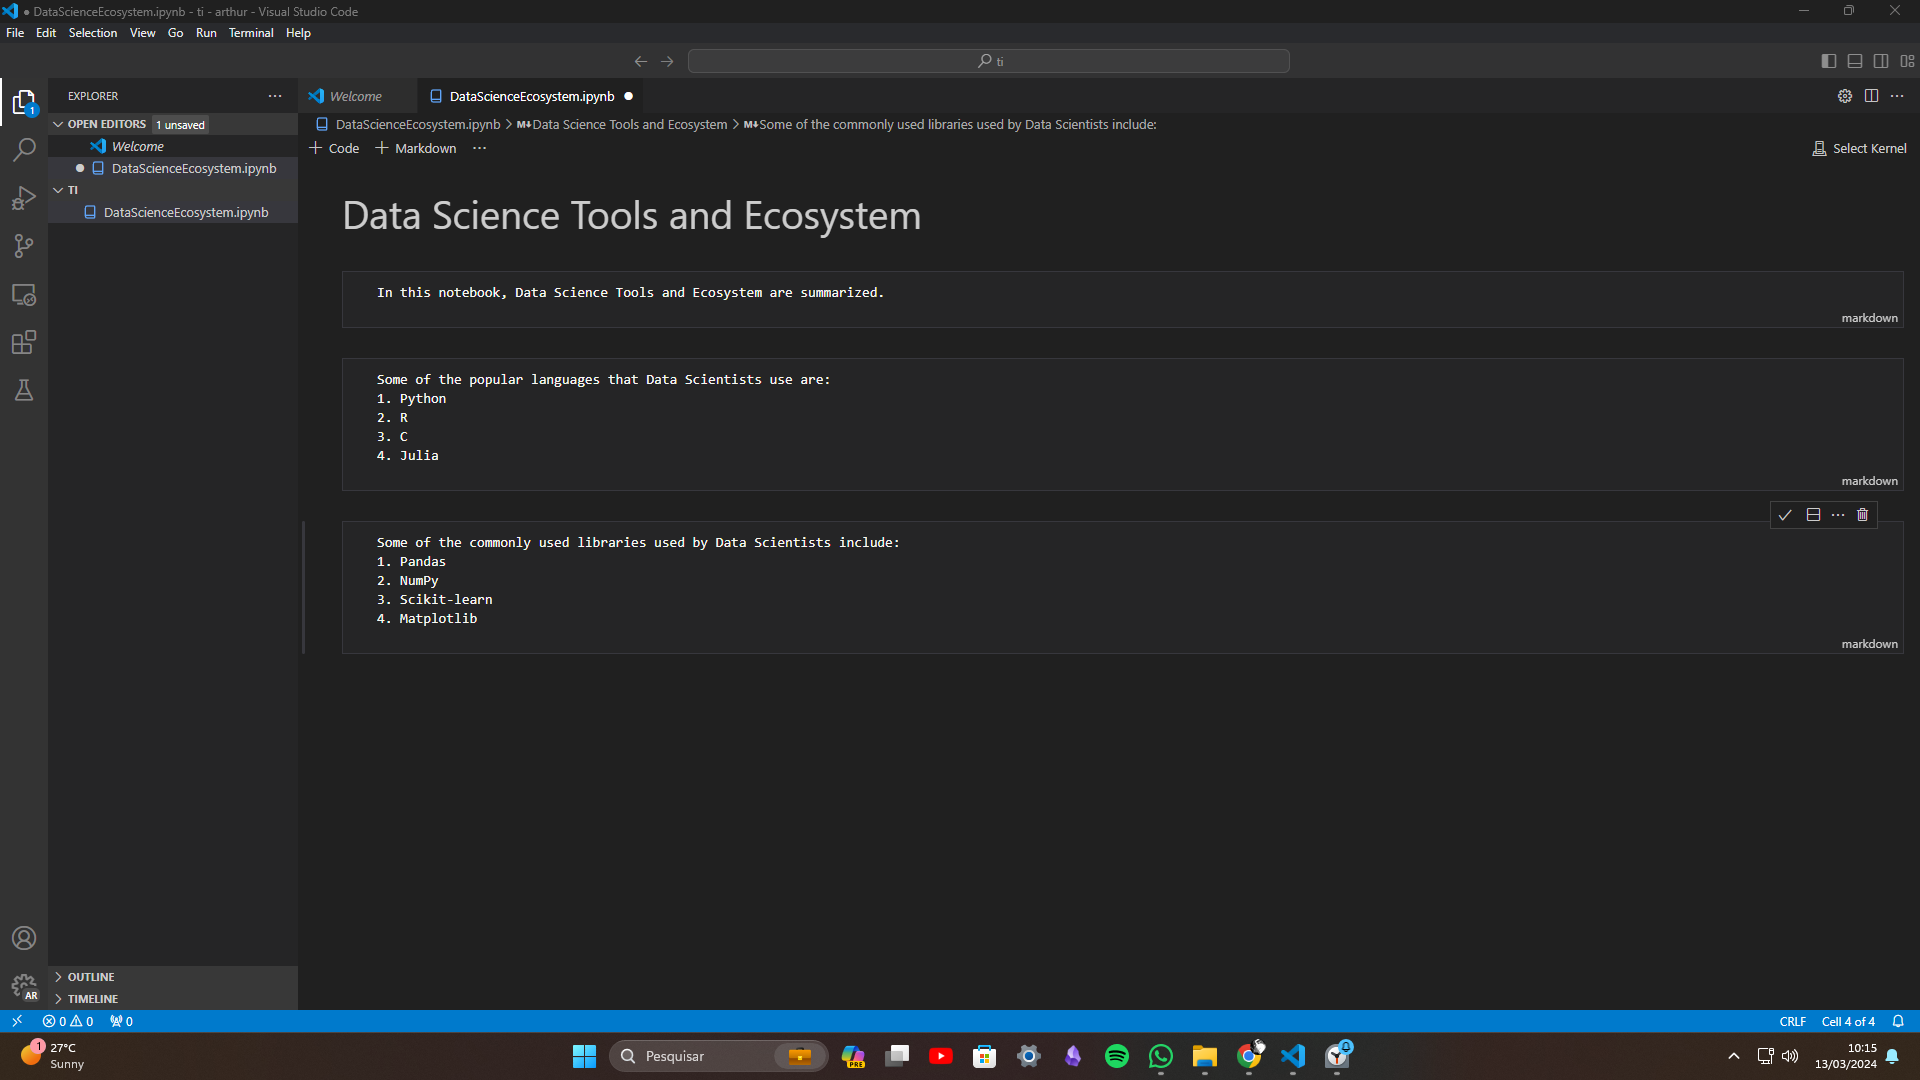 DataScienceEcosystem.ipynb - ti - arthur - Visual Studio Code
File Edit Selection View Go Run Terminal Help
ti
EXPLORER
OPEN EDITORS 1 unsaved
Welcome
DataScienceEcosystem.ipynb
TI
DataScienceEcosystem.ipynb
OUTLINE
TIMELINE
Welcome DataScienceEcosystem.ipynb
DataScienceEcosystem.ipynb > M↓Data Science Tools and Ecosystem > M↓Some of the commonly used libraries used by Data Scientists include:
+ Code + Markdown ...
Select Kernel
Data Science Tools and Ecosystem
In this notebook, Data Science Tools and Ecosystem are summarized.
markdown
Some of the popular languages that Data Scientists use are:
1. Python
2. R
3. C
4. Julia
markdown
Some of the commonly used libraries used by Data Scientists include:
1. Pandas
2. NumPy
3. Scikit-learn
4. Matplotlib
markdown
1
AR
0 0 0
CRLF Cell 4 of 4
1
27°C
Sunny
Pesquisar
PRE
10:15
13/03/2024